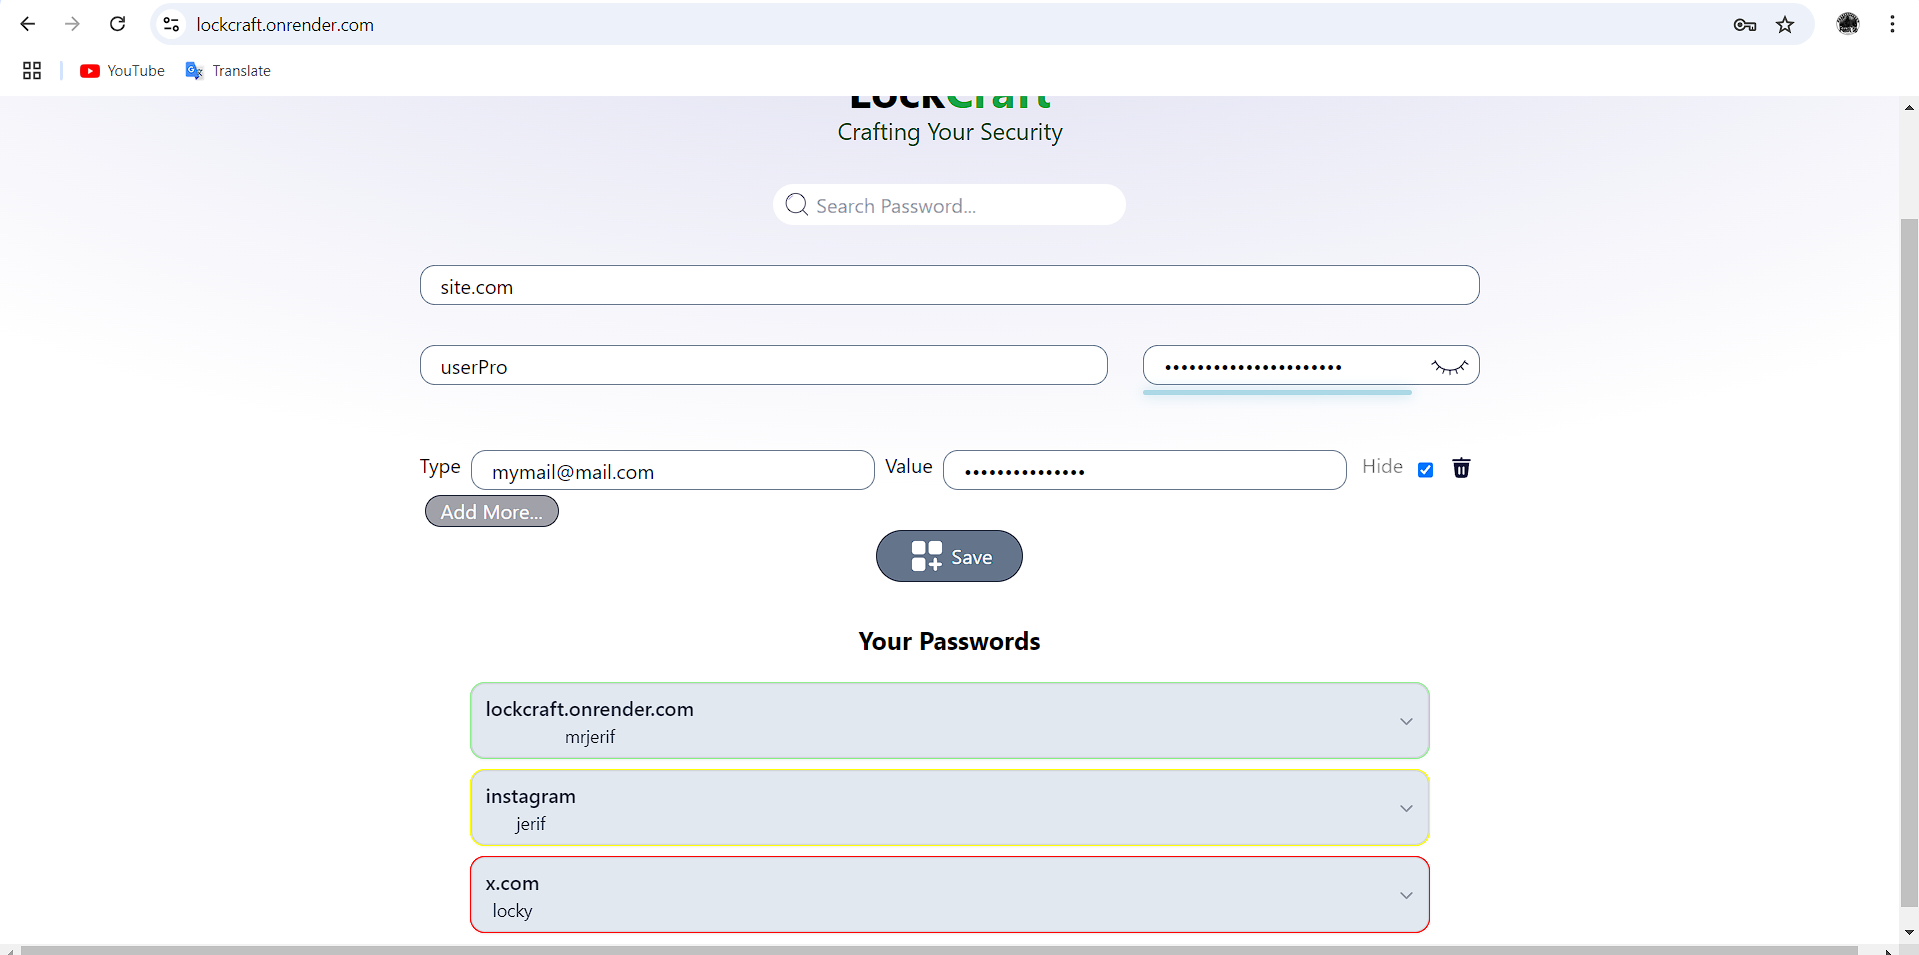 lockcraft.onrender.com
YouTube
Translate
LockCraft
Crafting Your Security
Search Password...
site.com
userPro
••••••••••••••••••••••
Type mymail@mail.com Value ••••••••••••••• Hide
Add More...
Save
Your Passwords
lockcraft.onrender.com
mrjerif
instagram
jerif
x.com
locky